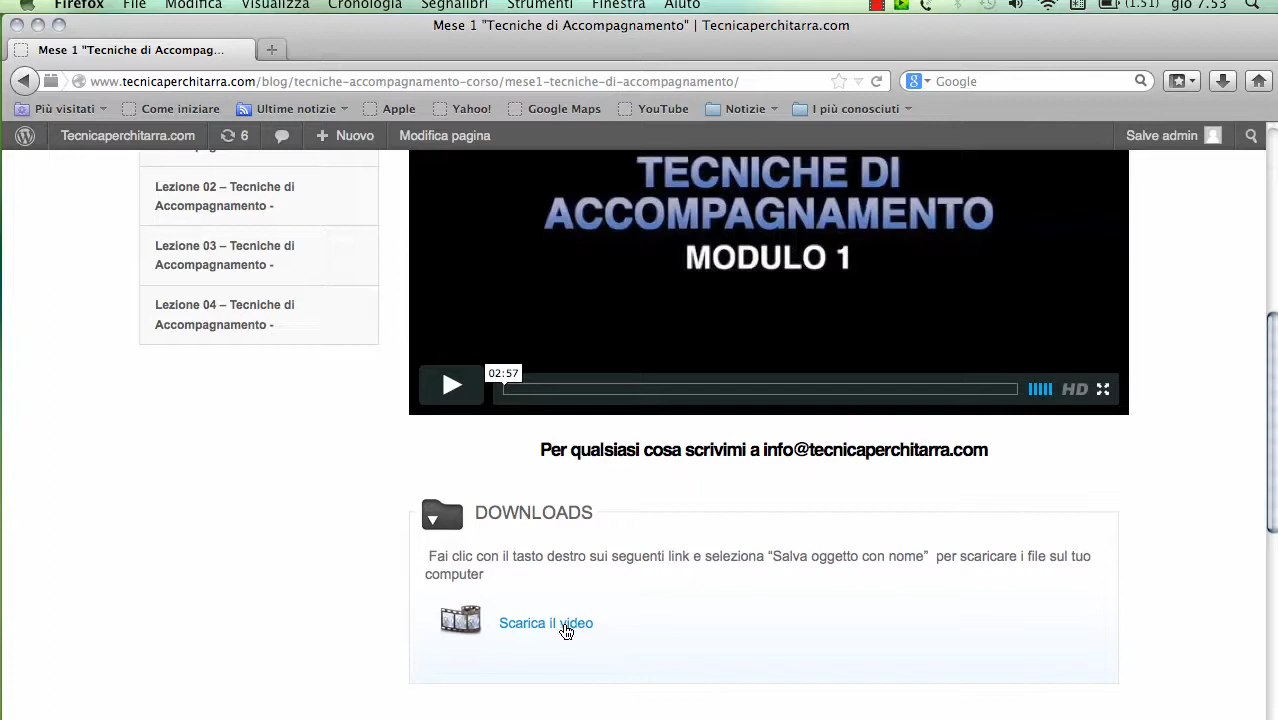 Firefox File Modifica Visualizza Cronologia Segnalibri Strumenti Finestra Aiuto (1.51) gio 7.53
Mese 1 "Tecniche di Accompagnamento" | Tecnicaperchitarra.com
Mese 1 "Tecniche di Accompag...
www.tecnicaperchitarra.com/blog/tecniche-accompagnamento-corso/mese1-tecniche-di-accompagnamento/
Google
Più visitati Come iniziare Ultime notizie Apple Yahoo! Google Maps YouTube Notizie I più conosciuti
Tecnicaperchitarra.com 6 Nuovo Modifica pagina Salve admin
Lezione 02 – Tecniche di
Accompagnamento -
Lezione 03 – Tecniche di
Accompagnamento -
Lezione 04 – Tecniche di
Accompagnamento -
TECNICHE DI
ACCOMPAGNAMENTO
MODULO 1
02:57
HD
Per qualsiasi cosa scrivimi a info@tecnicaperchitarra.com
DOWNLOADS
Fai clic con il tasto destro sui seguenti link e seleziona “Salva oggetto con nome” per scaricare i file sul tuo
computer
Scarica il video